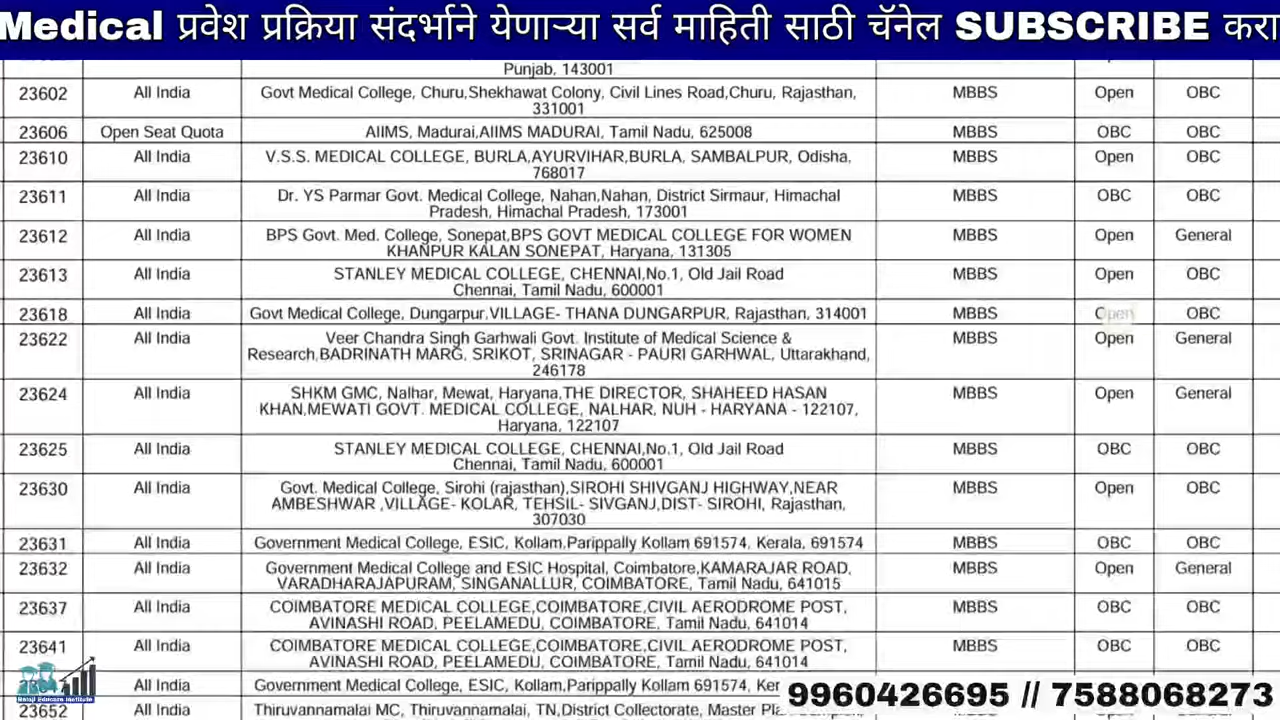 Medical प्रवेश प्रक्रिया संदर्भाने येणाऱ्या सर्व माहिती साठी चॅनेल SUBSCRIBE करा
Punjab, 143001
23602 All India Govt Medical College, Churu,Shekhawat Colony, Civil Lines Road,Churu, Rajasthan, MBBS Open OBC
331001
23606 Open Seat Quota AIIMS, Madurai,AIIMS MADURAI, Tamil Nadu, 625008 MBBS OBC OBC
23610 All India V.S.S. MEDICAL COLLEGE, BURLA,AYURVIHAR,BURLA, SAMBALPUR, Odisha, MBBS Open OBC
768017
23611 All India Dr. YS Parmar Govt. Medical College, Nahan,Nahan, District Sirmaur, Himachal MBBS OBC OBC
Pradesh, Himachal Pradesh, 173001
23612 All India BPS Govt. Med. College, Sonepat,BPS GOVT MEDICAL COLLEGE FOR WOMEN MBBS Open General
KHANPUR KALAN SONEPAT, Haryana, 131305
23613 All India STANLEY MEDICAL COLLEGE, CHENNAI,No.1, Old Jail Road MBBS Open OBC
Chennai, Tamil Nadu, 600001
23618 All India Govt Medical College, Dungarpur,VILLAGE- THANA DUNGARPUR, Rajasthan, 314001 MBBS Open OBC
23622 All India Veer Chandra Singh Garhwali Govt. Institute of Medical Science & MBBS Open General
Research,BADRINATH MARG, SRIKOT, SRINAGAR - PAURI GARHWAL, Uttarakhand,
246178
23624 All India SHKM GMC, Nalhar, Mewat, Haryana,THE DIRECTOR, SHAHEED HASAN MBBS Open General
KHAN,MEWATI GOVT. MEDICAL COLLEGE, NALHAR, NUH - HARYANA - 122107,
Haryana, 122107
23625 All India STANLEY MEDICAL COLLEGE, CHENNAI,No.1, Old Jail Road MBBS OBC OBC
Chennai, Tamil Nadu, 600001
23630 All India Govt. Medical College, Sirohi (rajasthan),SIROHI SHIVGANJ HIGHWAY,NEAR MBBS Open OBC
AMBESHWAR ,VILLAGE- KOLAR, TEHSIL- SIVGANJ,DIST- SIROHI, Rajasthan,
307030
23631 All India Government Medical College, ESIC, Kollam,Parippally Kollam 691574, Kerala, 691574 MBBS OBC OBC
23632 All India Government Medical College and ESIC Hospital, Coimbatore,KAMARAJAR ROAD, MBBS Open General
VARADHARAJAPURAM, SINGANALLUR, COIMBATORE, Tamil Nadu, 641015
23637 All India COIMBATORE MEDICAL COLLEGE,COIMBATORE,CIVIL AERODROME POST, MBBS OBC OBC
AVINASHI ROAD, PEELAMEDU, COIMBATORE, Tamil Nadu, 641014
23641 All India COIMBATORE MEDICAL COLLEGE,COIMBATORE,CIVIL AERODROME POST, MBBS OBC OBC
AVINASHI ROAD, PEELAMEDU, COIMBATORE, Tamil Nadu, 641014
All India Government Medical College, ESIC, Kollam,Parippally Kollam 691574,
9960426695 // 7588068273
23652 All India Thiruvannamalai MC, Thiruvannamalai, TN,District Collectorate, Master